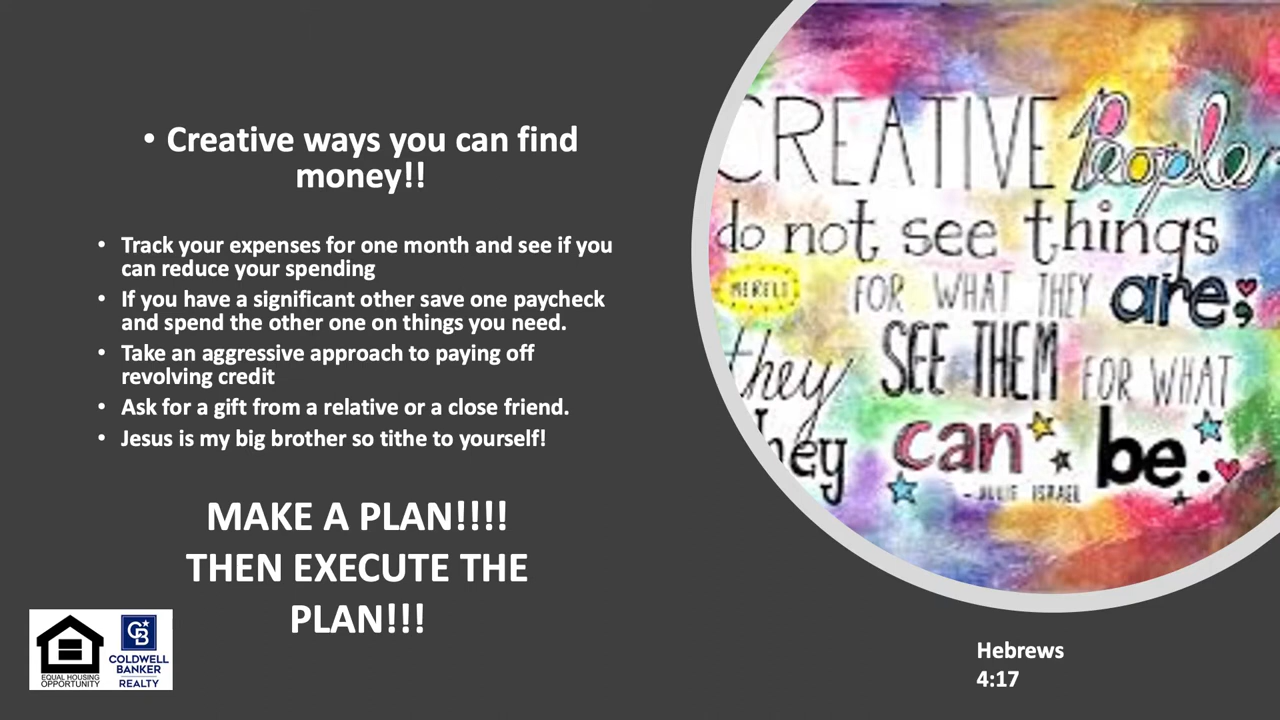 • Creative ways you can find
money!!
• Track your expenses for one month and see if you
can reduce your spending
• If you have a significant other save one paycheck
and spend the other one on things you need.
• Take an aggressive approach to paying off
revolving credit
• Ask for a gift from a relative or a close friend.
• Jesus is my big brother so tithe to yourself!
MAKE A PLAN!!!!
THEN EXECUTE THE
PLAN!!!
EQUAL HOUSING
OPPORTUNITY
CB
COLDWELL
BANKER
REALTY
CREATIVE People
do not see things
MERELY FOR WHAT THEY are;
they SEE THEM FOR WHAT
they can be.
- JULIE ISRAEL
Hebrews
4:17